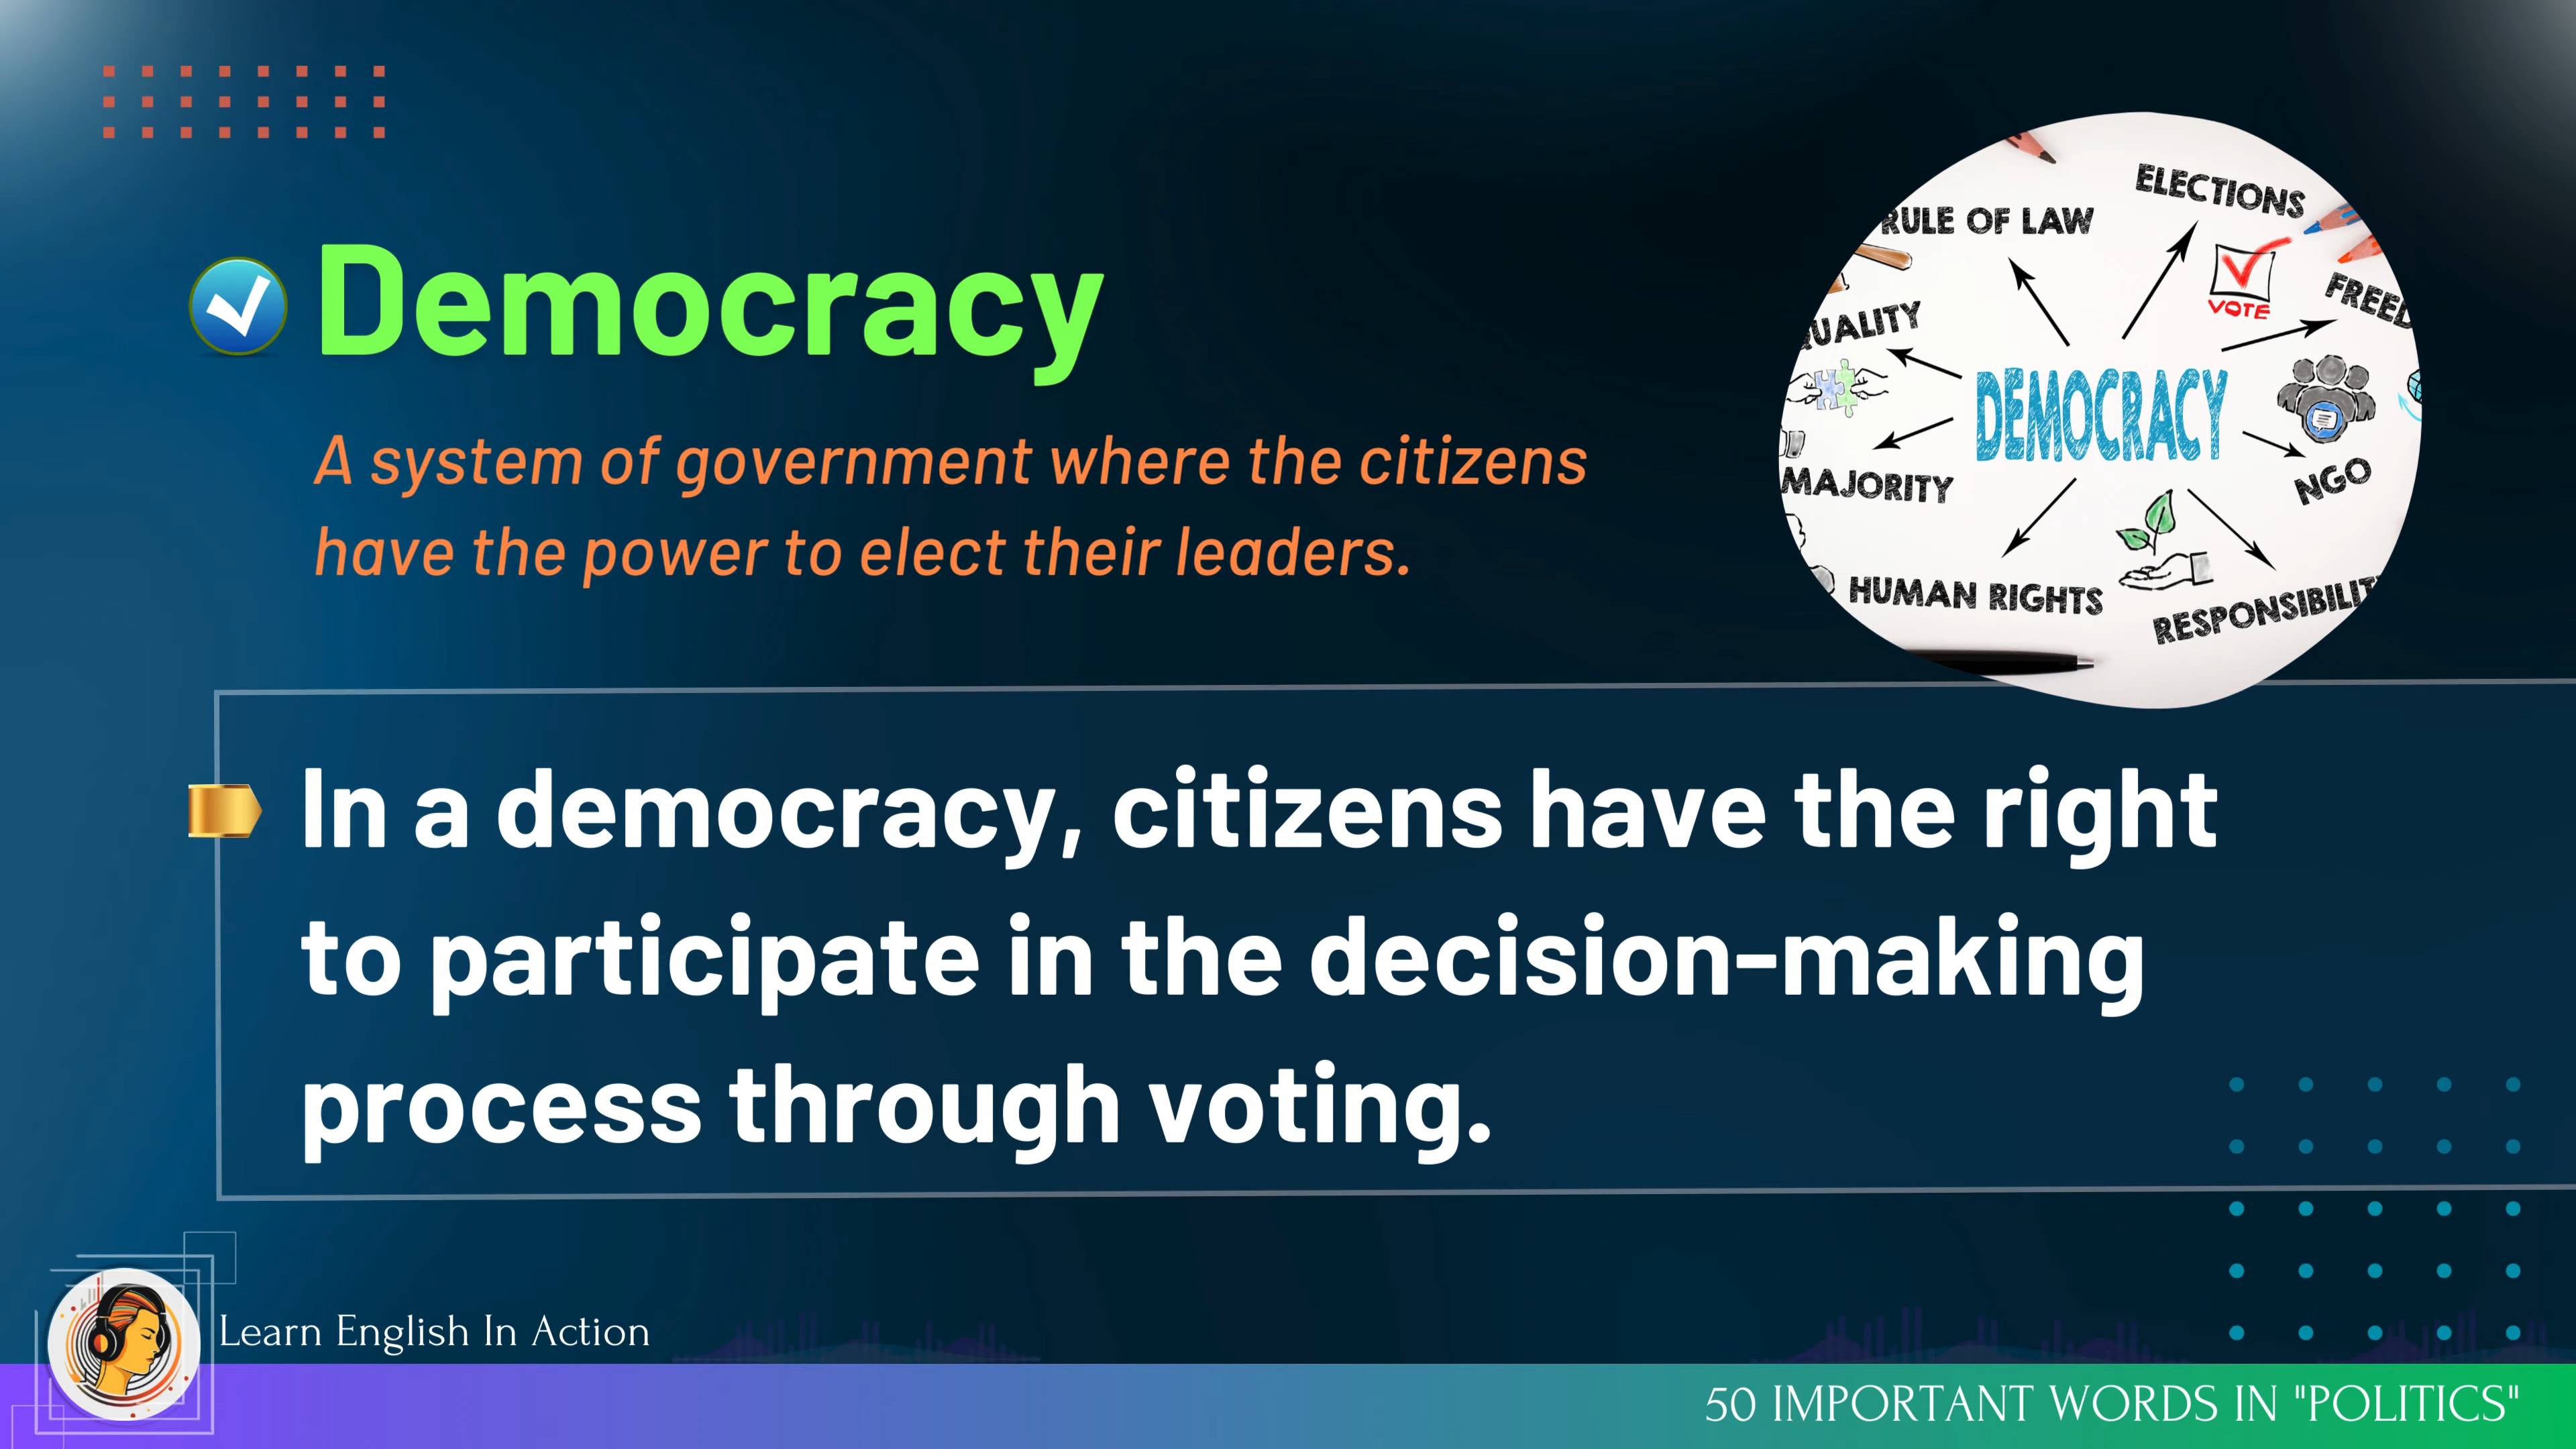 Democracy
A system of government where the citizens
have the power to elect their leaders.
ELECTIONS
RULE OF LAW
VOTE
FREED
UALITY
DEMOCRACY
MAJORITY
NGO
HUMAN RIGHTS
RESPONSIBILIT
In a democracy, citizens have the right
to participate in the decision-making
process through voting.
Learn English In Action
50 IMPORTANT WORDS IN "POLITICS"